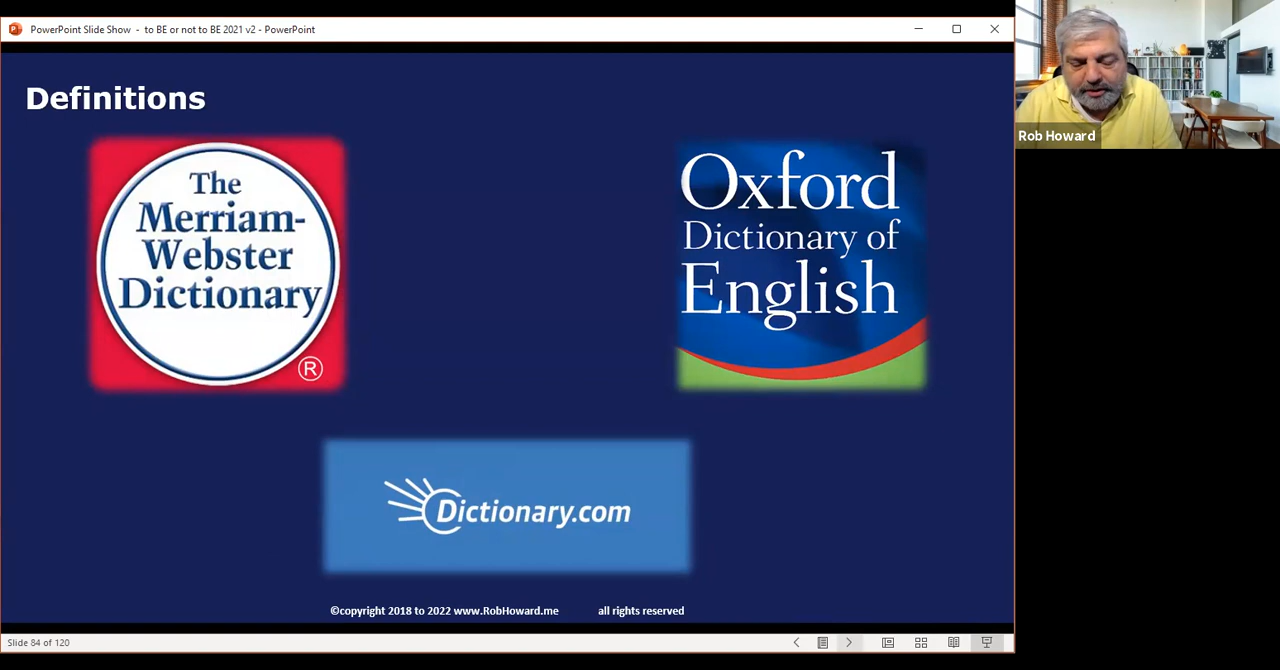 PowerPoint Slide Show - to BE or not to BE 2021 v2 - PowerPoint
Rob Howard
Definitions
The
Merriam-
Webster
Dictionary
®
Oxford
Dictionary of
English
Dictionary.com
©copyright 2018 to 2022 www.RobHoward.me all rights reserved
Slide 84 of 120